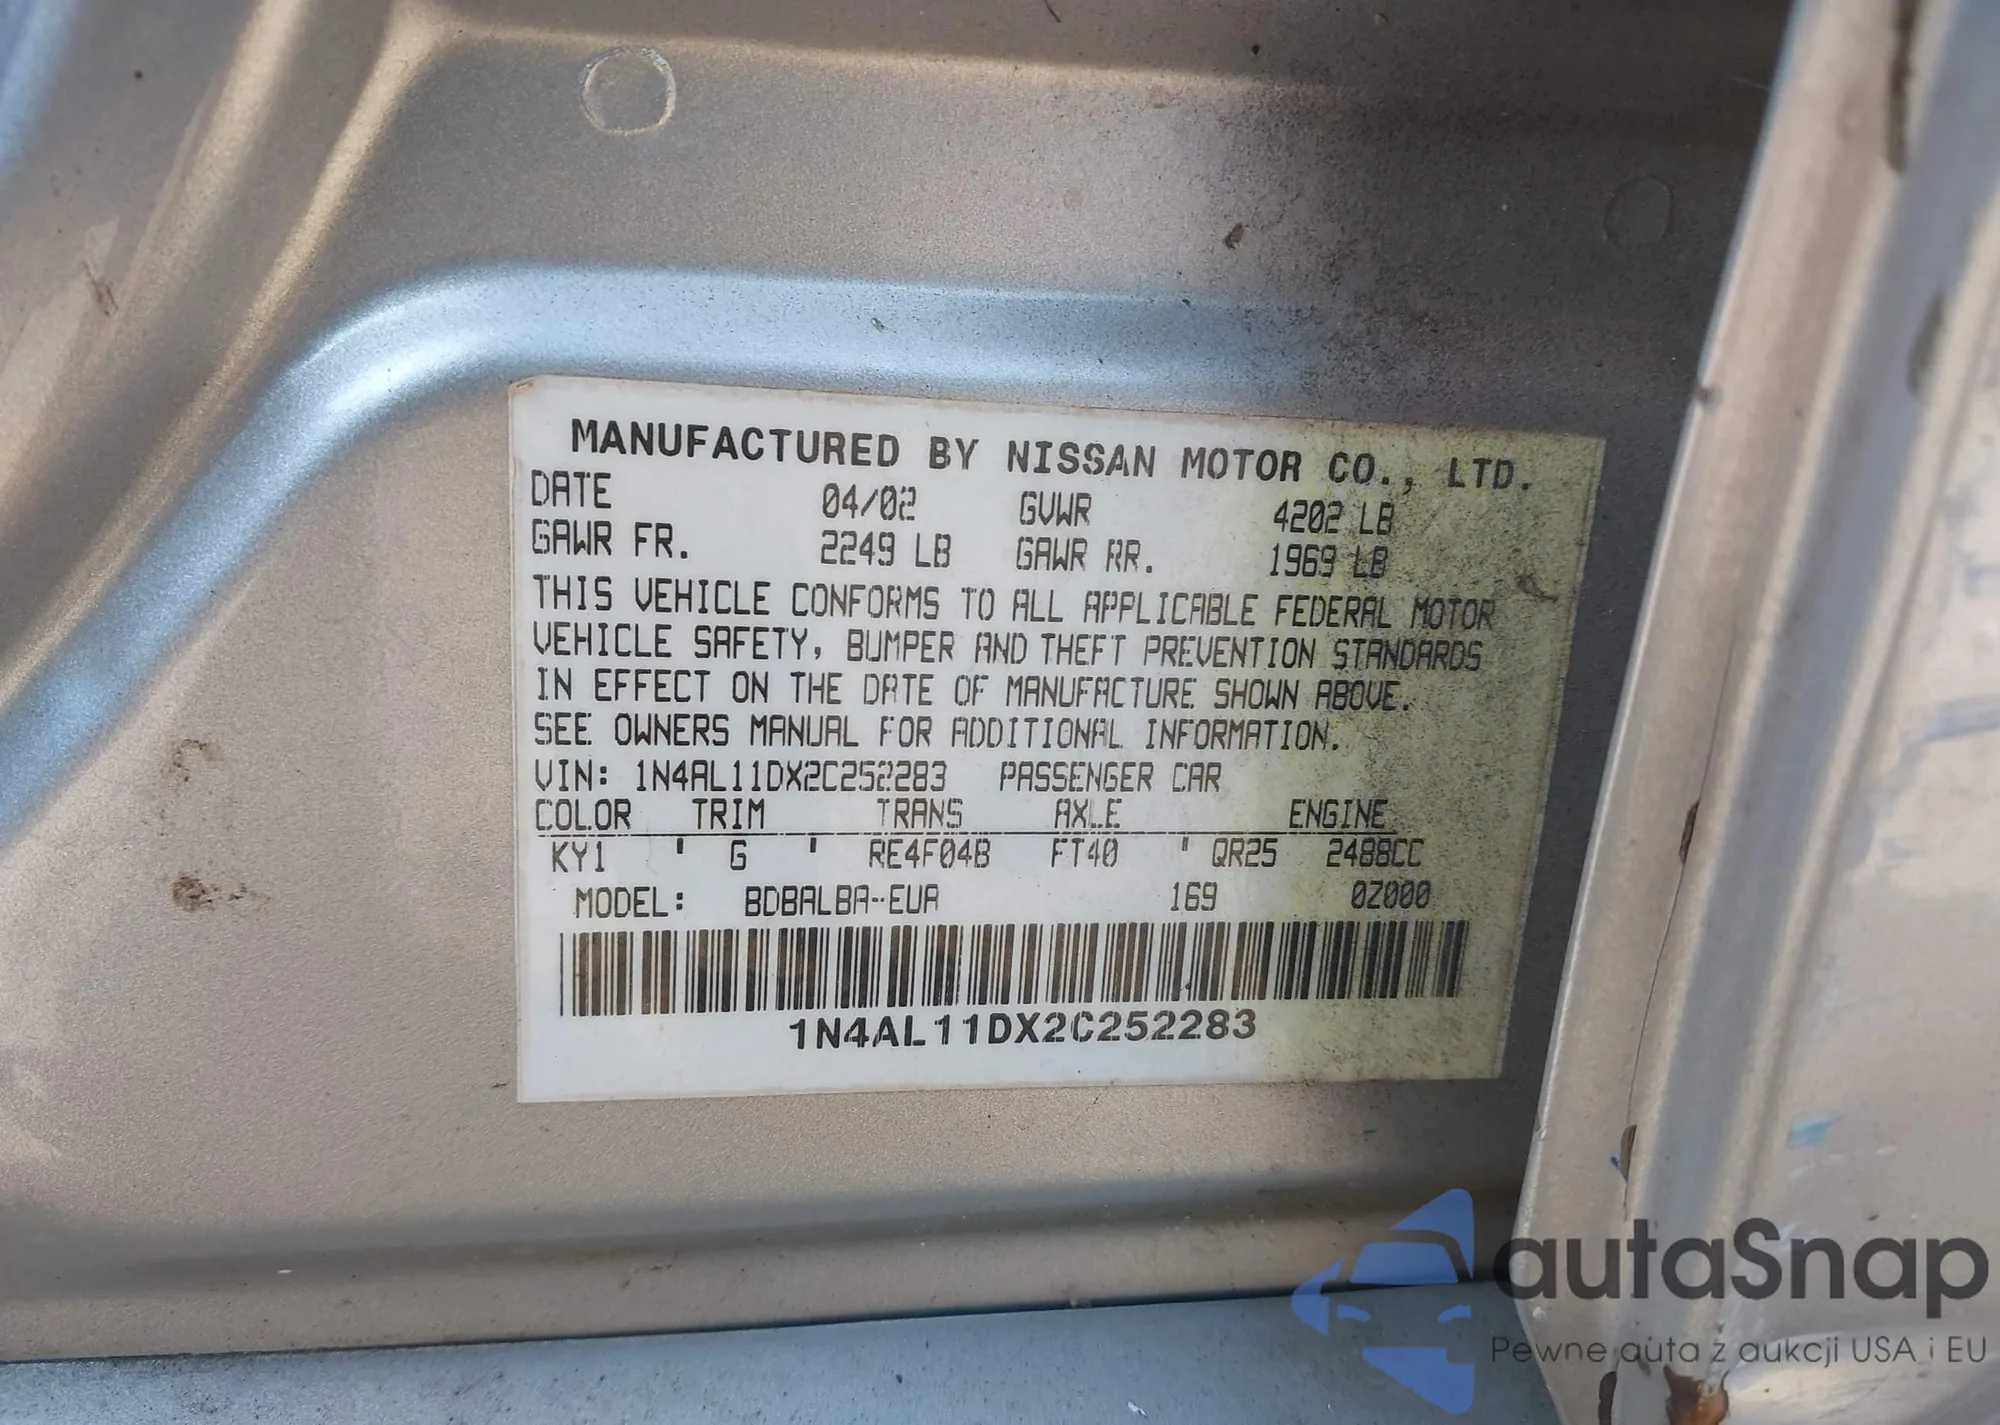 MANUFACTURED BY NISSAN MOTOR CO., LTD.
DATE 04/02 GVWR 4202 LB
GAWR FR. 2249 LB GAWR RR. 1969 LB
THIS VEHICLE CONFORMS TO ALL APPLICABLE FEDERAL MOTOR
VEHICLE SAFETY, BUMPER AND THEFT PREVENTION STANDARDS
IN EFFECT ON THE DATE OF MANUFACTURE SHOWN ABOVE.
SEE OWNERS MANUAL FOR ADDITIONAL INFORMATION.
VIN: 1N4AL11DX2C252283 PASSENGER CAR
COLOR TRIM TRANS AXLE ENGINE
KY1 ' G ' RE4F04B FT40 " QR25 2488CC
MODEL: BDBALBA-EUA 169 0Z000
1N4AL11DX2C252283
autaSnap
Pewne auta z aukcji USA i EU